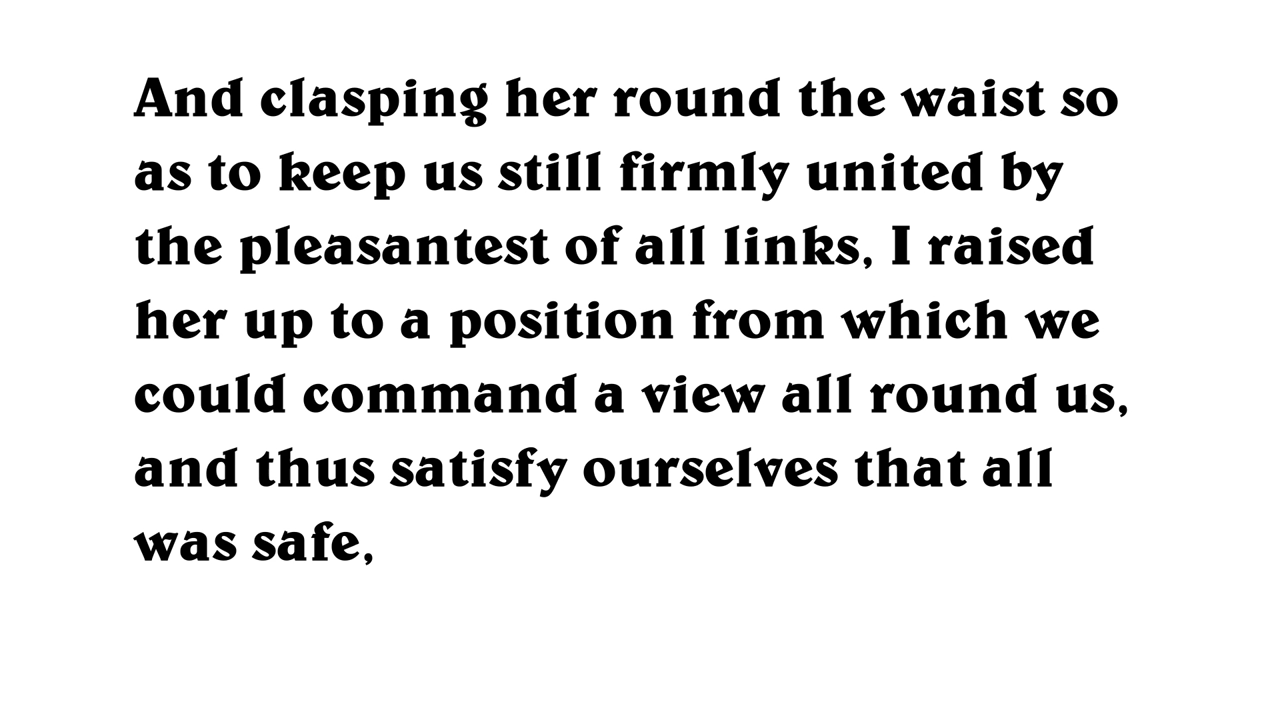 And clasping her round the waist so
as to keep us still firmly united by
the pleasantest of all links, I raised
her up to a position from which we
could command a view all round us,
and thus satisfy ourselves that all
was safe,